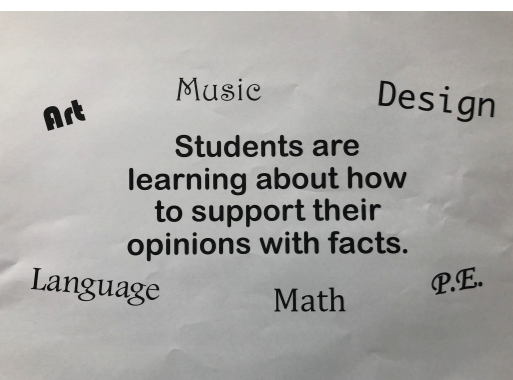 Art
Music
Design
Students are
learning about how
to support their
opinions with facts.
Language
Math
P.E.